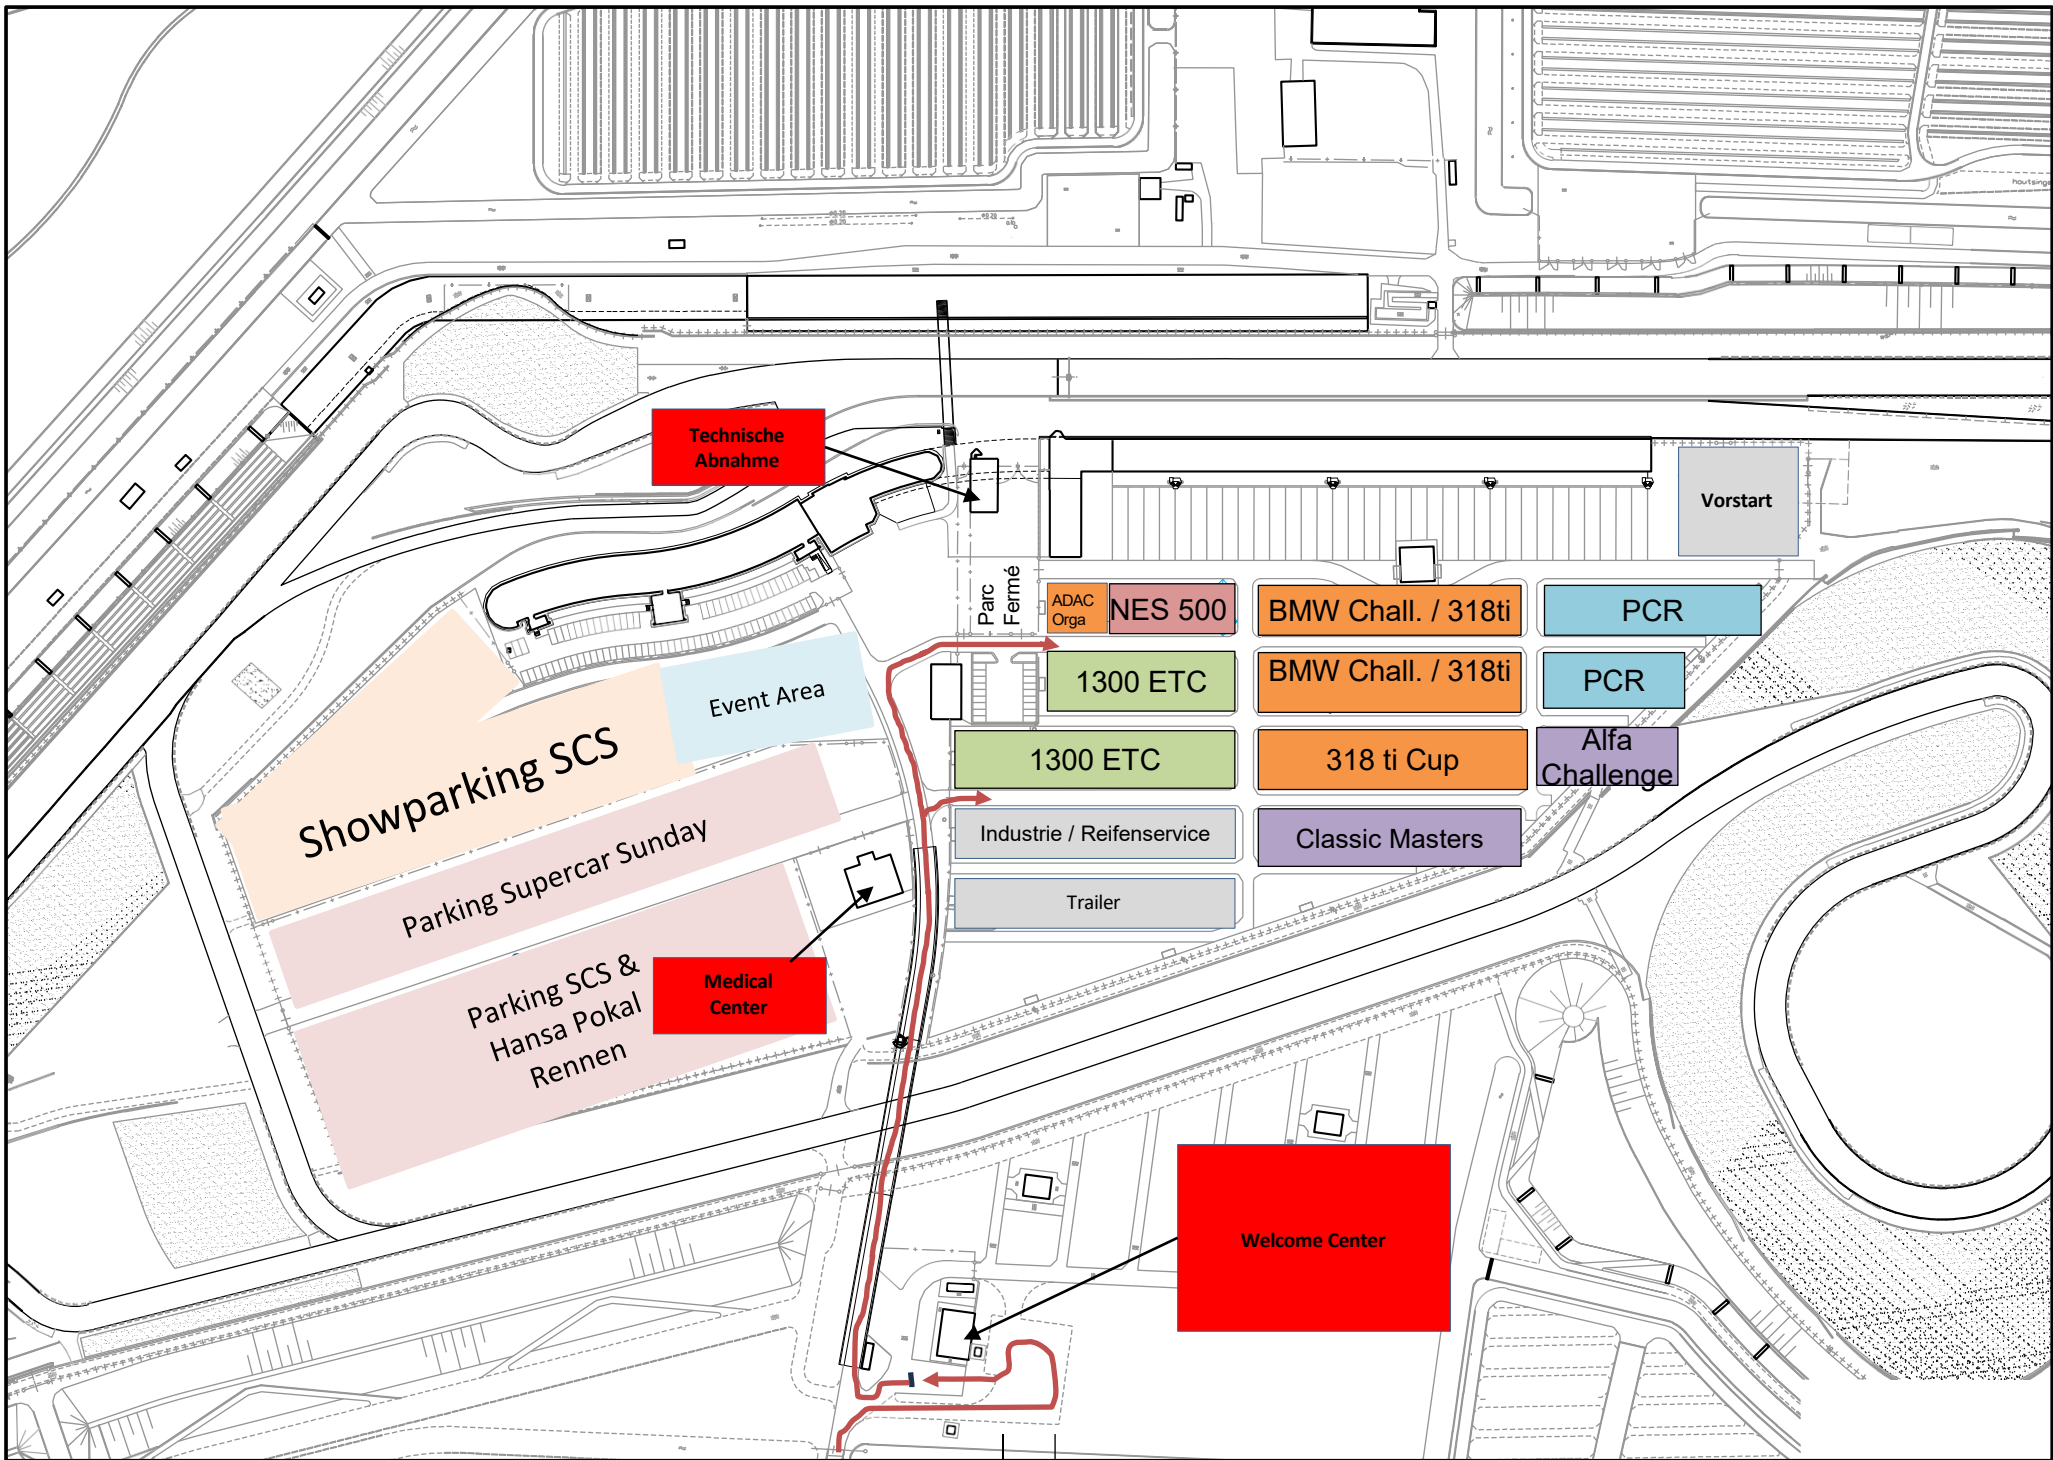 houtsinge
Technische
Abnahme
Vorstart
Parc
Fermé
ADAC
Orga
NES 500
BMW Chall. / 318ti
PCR
1300 ETC
BMW Chall. / 318ti
PCR
Event Area
Showparking SCS
1300 ETC
318 ti Cup
Alfa
Challenge
Parking Supercar Sunday
Industrie / Reifenservice
Classic Masters
Trailer
Parking SCS &
Hansa Pokal
Rennen
Medical
Center
Welcome Center